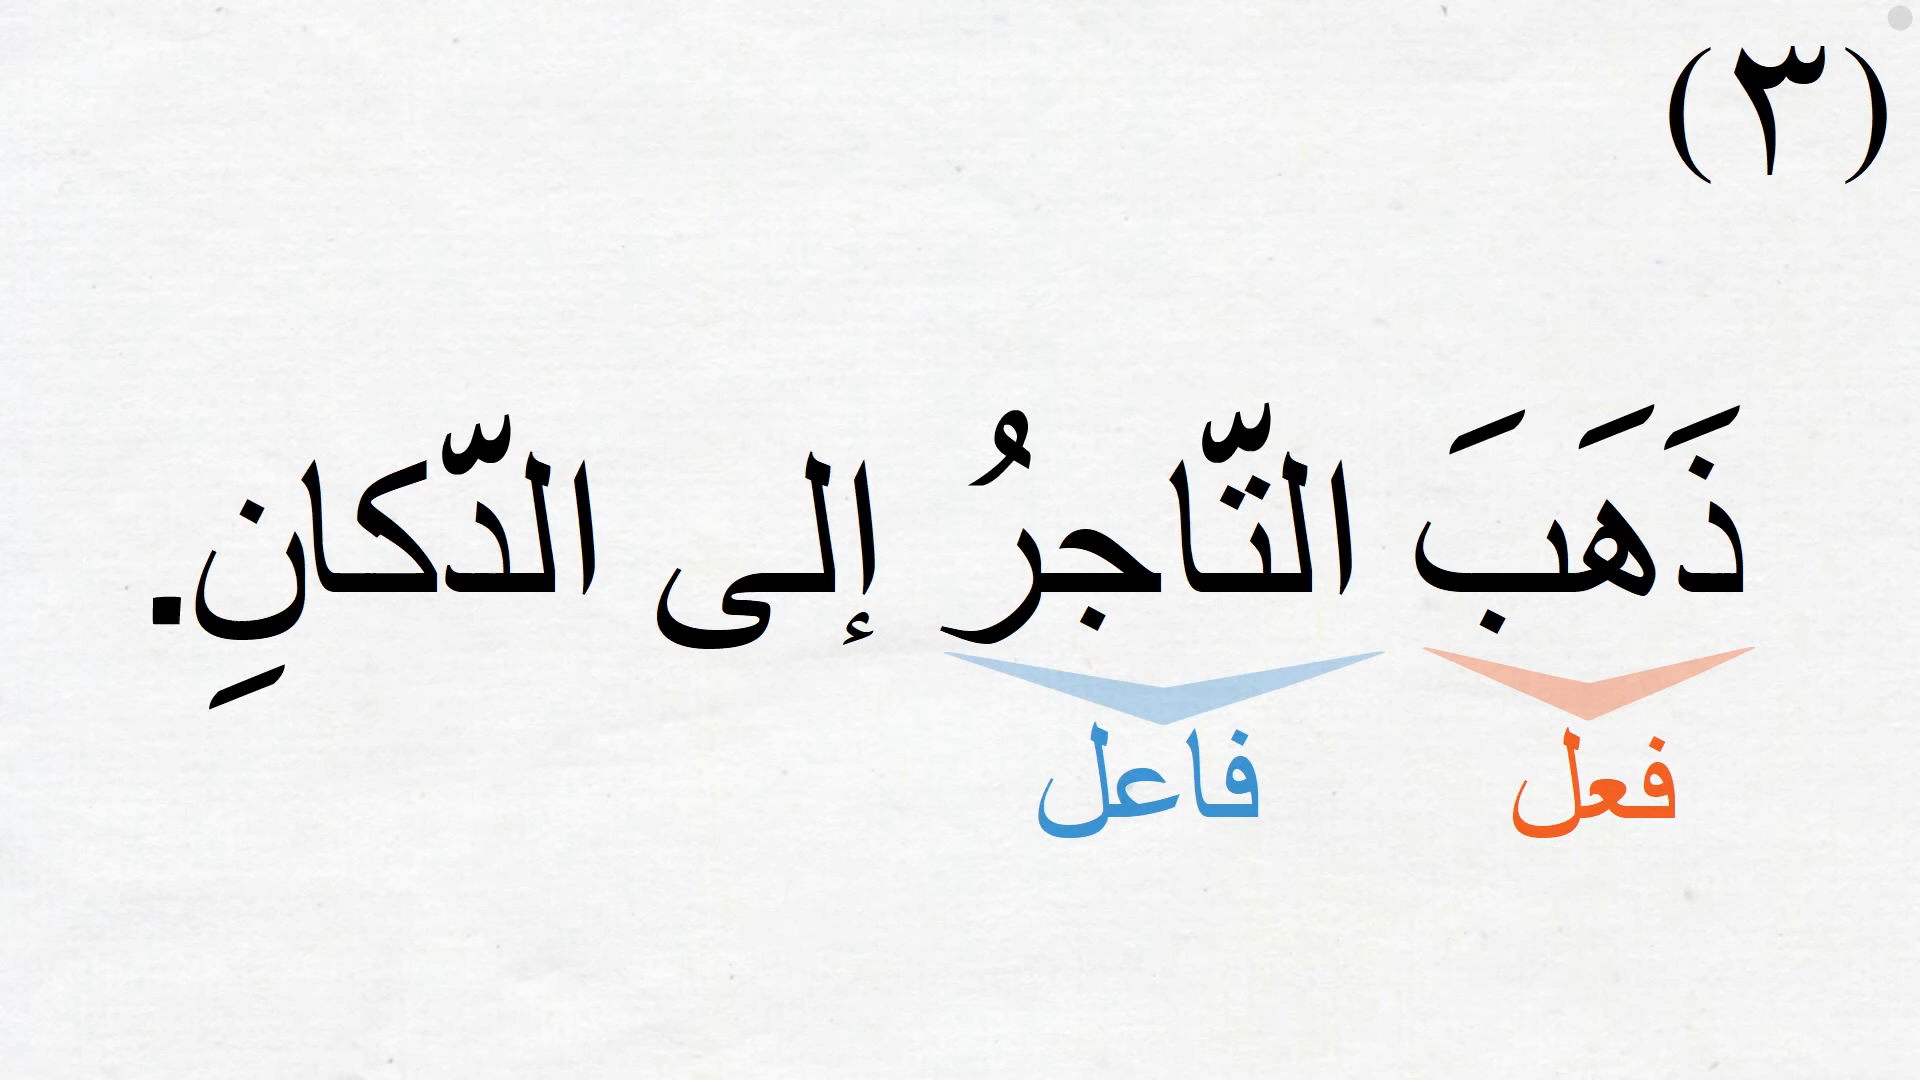 (٣)
ذَهَبَ التّاجرُ إلى الدّكانِ.
فعل فاعل